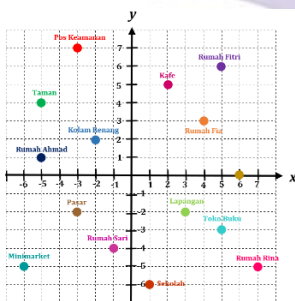 y
Pos Keamanan
7
Rumah Fitri
6
Kafe
5
Taman
4
3
Rumah Fia
Kolam Renang
2
Rumah Ahmad
1
x
-6 -5 -4 -3 -2 -1 1 2 3 4 5 6 7
-1
Pasar
Lapangan
-2
Toko Buku
-3
Rumah Sari
-4
Minimarket
Rumah Rina
-5
-6
Sekolah